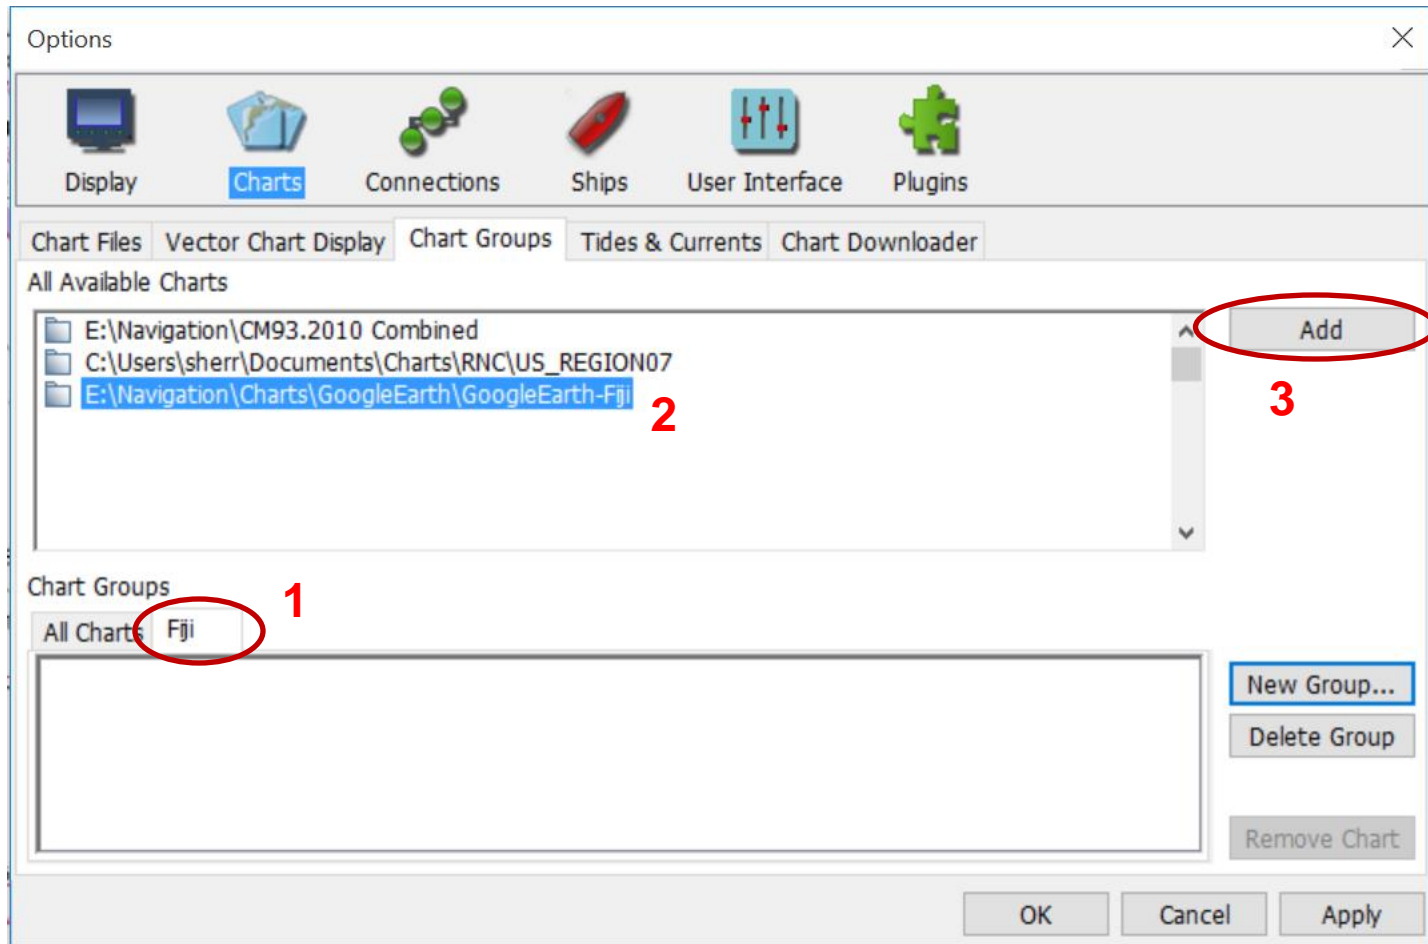 Options
Display Charts Connections Ships User Interface Plugins
Chart Files Vector Chart Display Chart Groups Tides & Currents Chart Downloader
All Available Charts
E:\Navigation\CM93.2010 Combined
C:\Users\sherr\Documents\Charts\RNC\US_REGION07
E:\Navigation\Charts\GoogleEarth\GoogleEarth-Fiji
2
Add
3
Chart Groups
1
All Charts Fiji
New Group...
Delete Group
Remove Chart
OK Cancel Apply